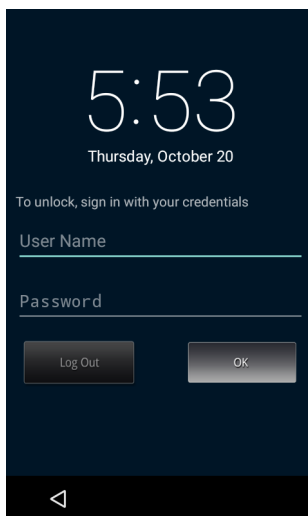 5:53
Thursday, October 20
To unlock, sign in with your credentials
User Name
Password
Log Out
OK